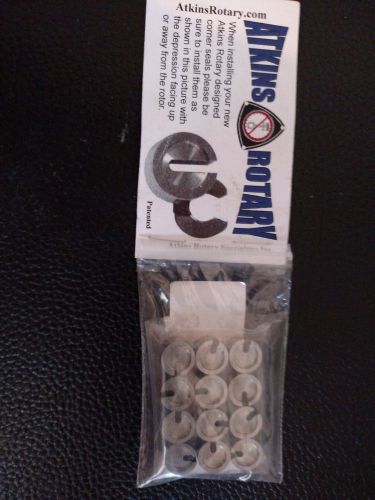 AtkinsRotary.com
When installing your new
Atkins Rotary designed
corner seals please be
sure to install them as
shown in this picture with
the depression facing up
or away from the rotor.
Patented
ATKINS ROTARY
Atkins Rotary Specialties Inc